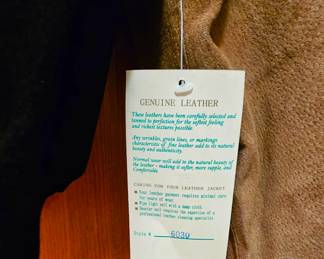 GENUINE LEATHER
These leathers have been carefully selected and
tanned to perfection for the softest feeling
and richest textures possible.
Any wrinkles, grain lines, or markings
characteristic of fine leather add to its natural
beauty and authenticity.
Normal wear will add to the natural beauty of
the leather - making it softer, more supple, and
Comfortable.
CARING FOR YOUR LEATHER JACKET
Your leather garment requires minimal care
for years of wear.
Wipe light soil with a damp cloth.
Heavier soil requires the expertise of a
professional leather cleaning specialist.
Style # 6030